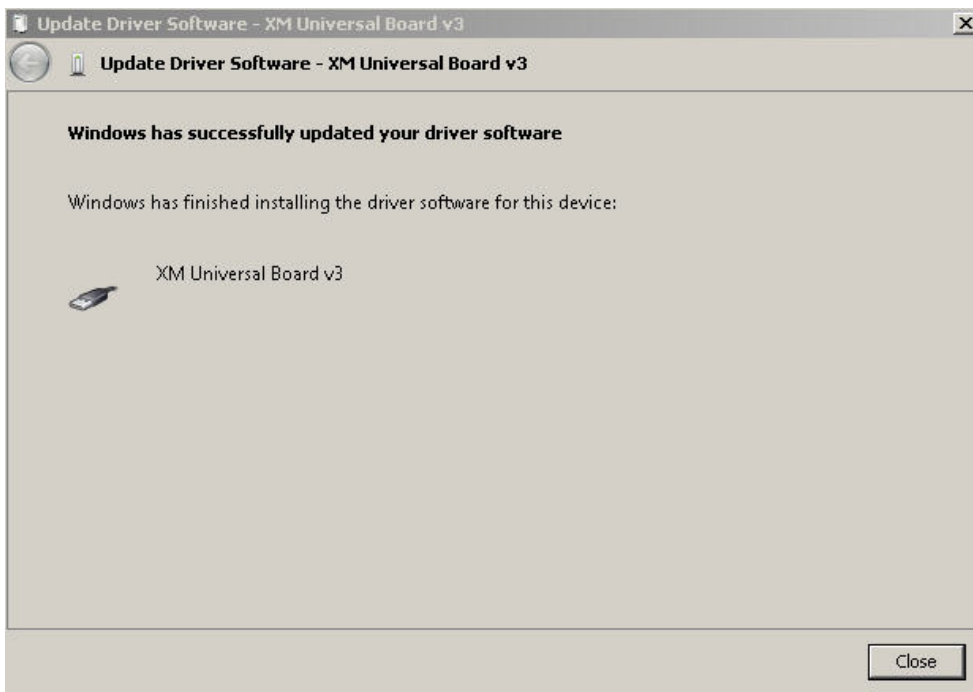 Update Driver Software - XM Universal Board v3
Update Driver Software - XM Universal Board v3
Windows has successfully updated your driver software
Windows has finished installing the driver software for this device:
XM Universal Board v3
Close